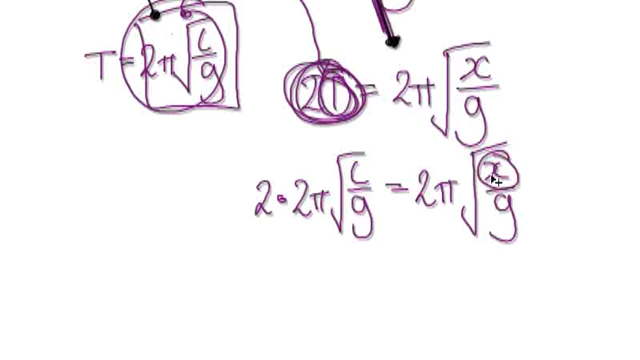 T = 2π√(L/g)
2T = 2π√(x/g)
2 • 2π√(L/g) = 2π√(x/g)